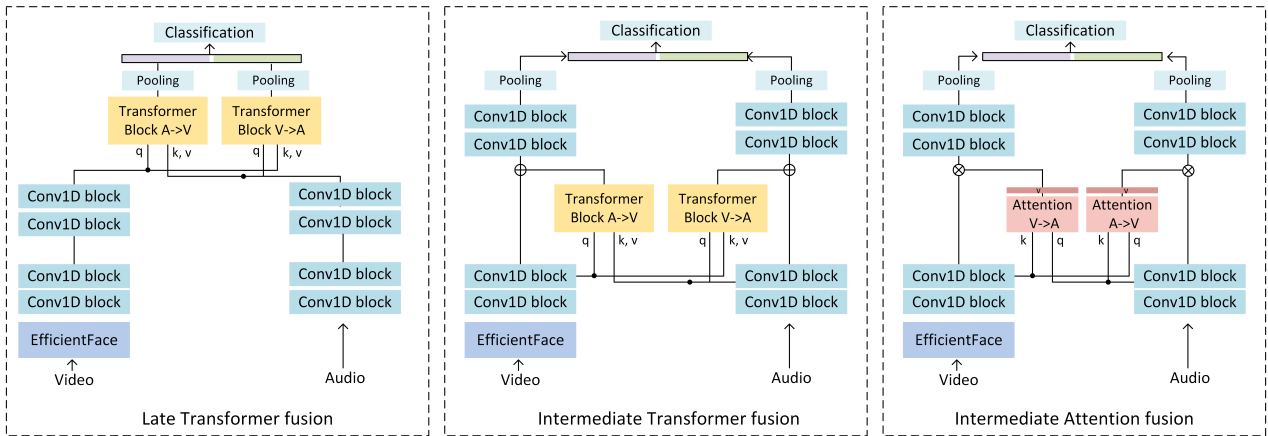 Classification
Pooling
Pooling
Transformer
Block A->V
Transformer
Block V->A
q
k, v
q
k, v
Conv1D block
Conv1D block
Conv1D block
Conv1D block
Conv1D block
Conv1D block
Conv1D block
Conv1D block
EfficientFace
Video
Audio
Late Transformer fusion
Classification
Pooling
Pooling
Conv1D block
Conv1D block
Conv1D block
Conv1D block
Transformer
Block A->V
Transformer
Block V->A
q
k, v
q
k, v
Conv1D block
Conv1D block
Conv1D block
Conv1D block
EfficientFace
Video
Audio
Intermediate Transformer fusion
Classification
Pooling
Pooling
Conv1D block
Conv1D block
Conv1D block
Conv1D block
v
Attention
V->A
v
Attention
A->V
k
q
k
q
Conv1D block
Conv1D block
Conv1D block
Conv1D block
EfficientFace
Video
Audio
Intermediate Attention fusion